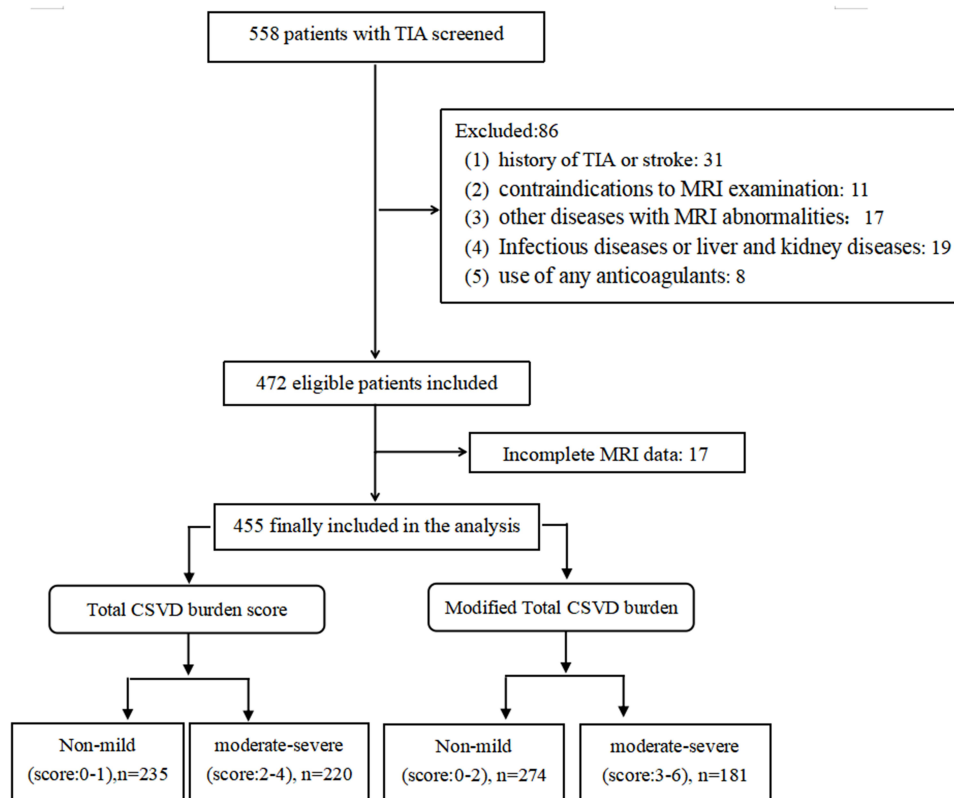 558 patients with TIA screened
Excluded:86
(1) history of TIA or stroke: 31
(2) contraindications to MRI examination: 11
(3) other diseases with MRI abnormalities： 17
(4) Infectious diseases or liver and kidney diseases: 19
(5) use of any anticoagulants: 8
472 eligible patients included
Incomplete MRI data: 17
455 finally included in the analysis
Total CSVD burden score
Modified Total CSVD burden
Non-mild
(score:0-1),n=235
moderate-severe
(score:2-4), n=220
Non-mild
(score:0-2), n=274
moderate-severe
(score:3-6), n=181